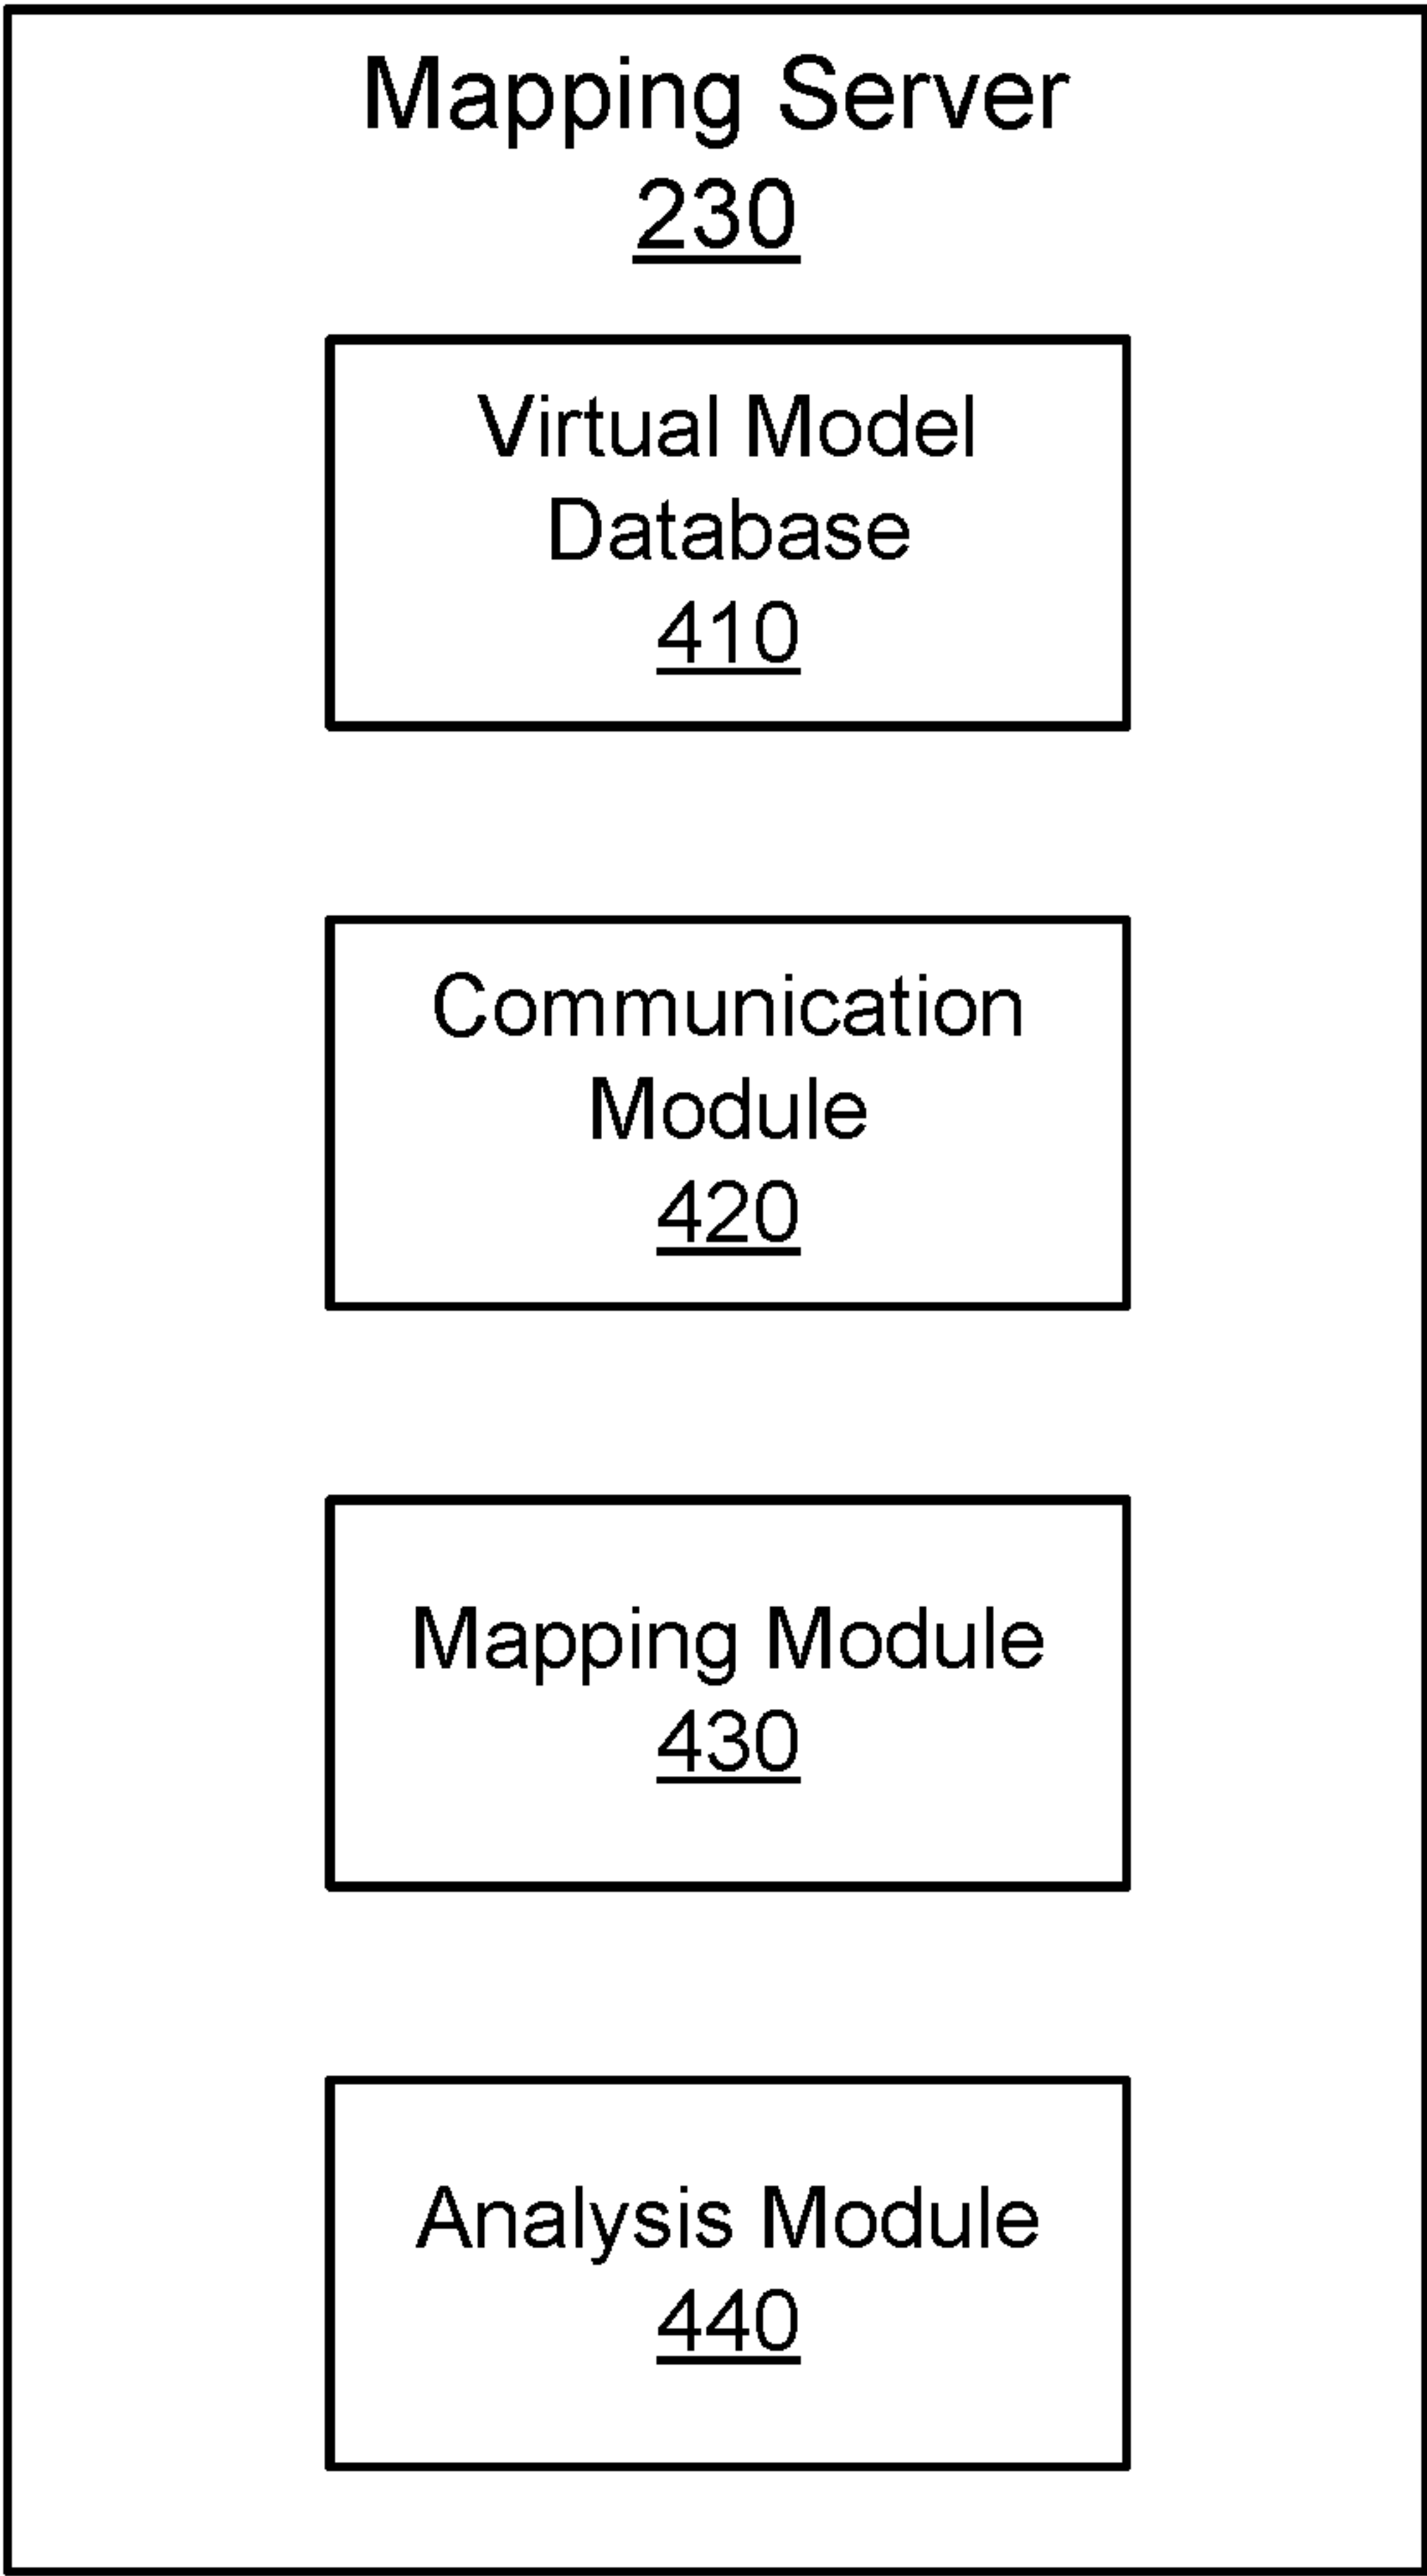 Mapping Server
230
Virtual Model
Database
410
Communication
Module
420
Mapping Module
430
Analysis Module
440